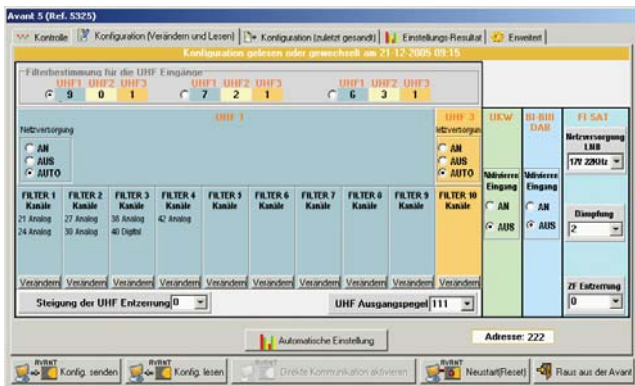 Avant 5 (Ref. 5325)
Kontrolle Konfiguration (Verändern und Lesen) Konfiguration (zuletzt gesandt) Einstellungs-Resultat Erweitert
Konfiguration gelesen oder gewechselt am 21-12-2005 09:15
Filterbestimmung für die UHF Eingänge
UHF1 UHF2 UHF3 UHF1 UHF2 UHF3 UHF1 UHF2 UHF3
9 0 1 7 2 1 6 3 1
UHF 1 UHF 3 UKW BI-BIII FI SAT
DAB
Netzversorgung Netzversorgung
LNB
AN AN 17V 22KHz
AUS AUS
AUTO AUTO Aktivieren Aktivieren
Eingang Eingang
FILTER 1 FILTER 2 FILTER 3 FILTER 4 FILTER 5 FILTER 6 FILTER 7 FILTER 8 FILTER 9 FILTER 10
Kanäle Kanäle Kanäle Kanäle Kanäle Kanäle Kanäle Kanäle Kanäle Kanäle
AN AN Dämpfung
21 Analog 27 Analog 38 Analog 42 Analog
24 Analog 30 Analog 40 Digital
AUS AUS 2
Verändern Verändern Verändern Verändern Verändern Verändern Verändern Verändern Verändern Verändern
ZF Entzerrung
Steigung der UHF Entzerrung 0 UHF Ausgangspegel 111 0
Automatische Einstellung Adresse: 222
AVANT Konfig. senden AVANT Konfig. lesen AVANT Direkte Kommunikation aktivieren AVANT Neustart(Reset) Raus aus der Avant